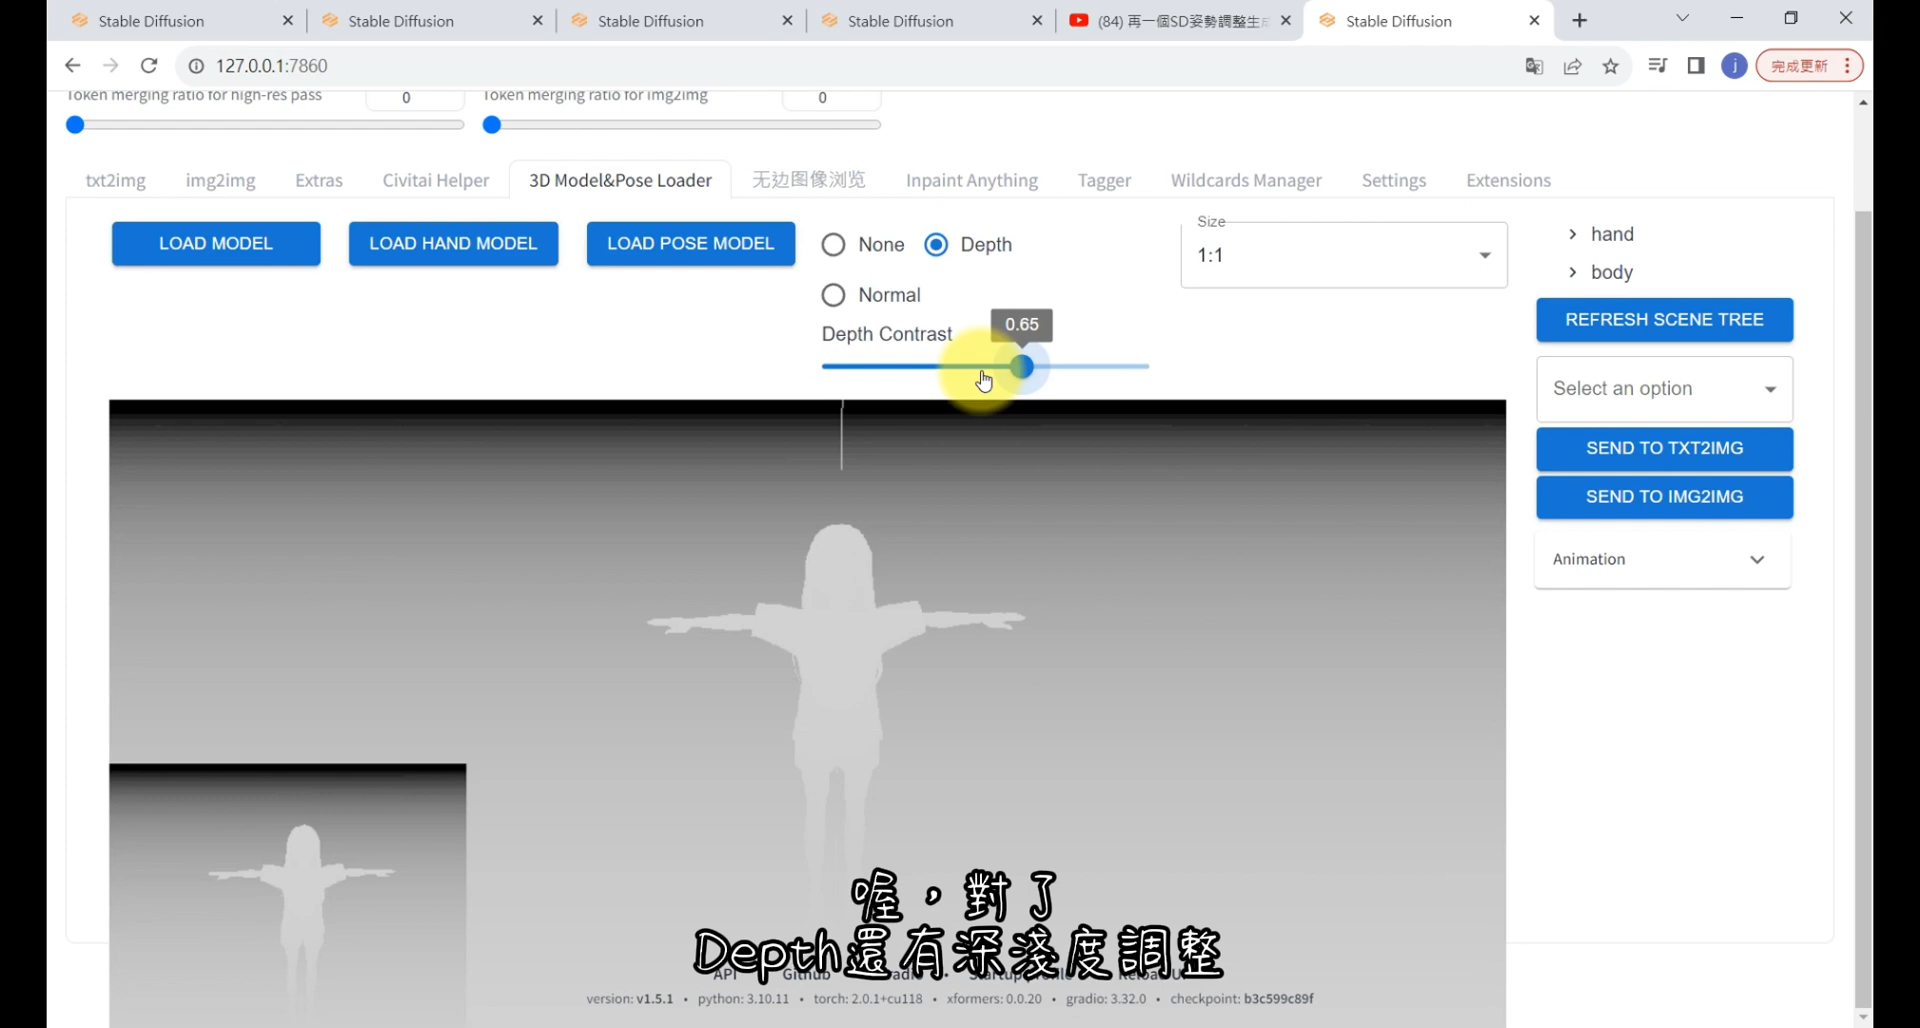 Stable Diffusion
Stable Diffusion
Stable Diffusion
Stable Diffusion
(84) 再一個SD姿勢調整生
Stable Diffusion
127.0.0.1:7860
j
完成更新
Token merging ratio for high-res pass
0
Token merging ratio for img2img
0
txt2img
img2img
Extras
Civitai Helper
3D Model&Pose Loader
无边图像浏览
Inpaint Anything
Tagger
Wildcards Manager
Settings
Extensions
LOAD MODEL
LOAD HAND MODEL
LOAD POSE MODEL
None
Depth
Normal
Depth Contrast
0.65
Size
1:1
hand
body
REFRESH SCENE TREE
Select an option
SEND TO TXT2IMG
SEND TO IMG2IMG
Animation
喔，對了
Depth還有深淺度調整
API
Github
version: v1.5.1 • python: 3.10.11 • torch: 2.0.1+cu118 • xformers: 0.0.20 • gradio: 3.32.0 • checkpoint: b3c599c89f